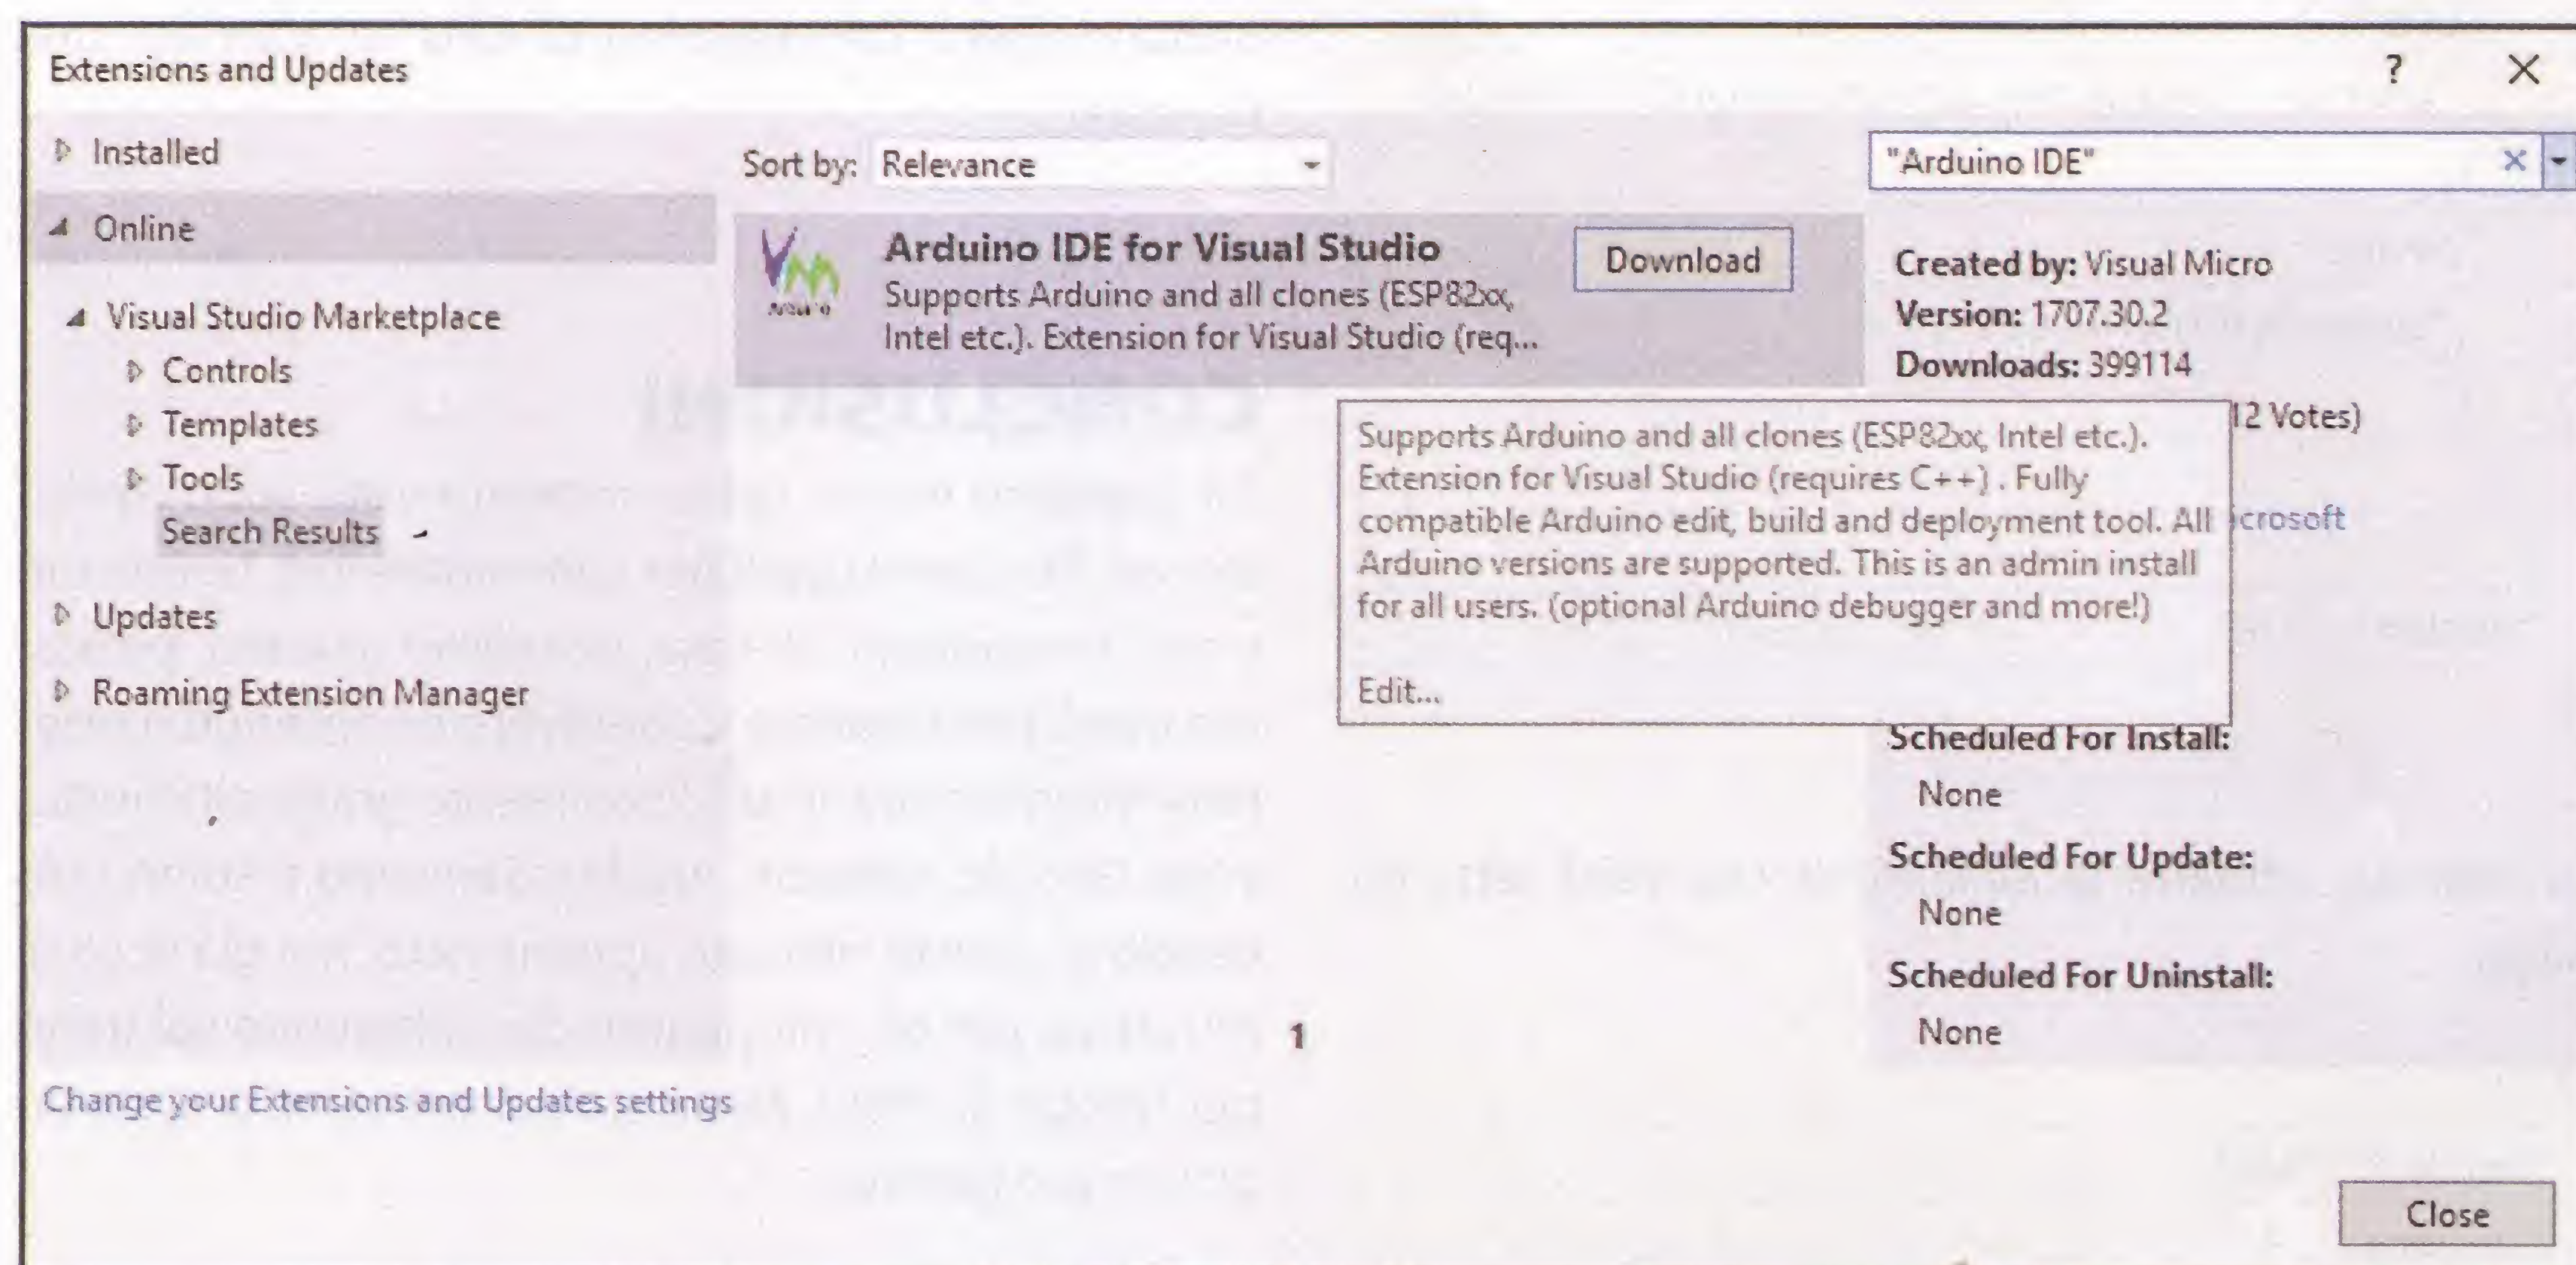 Extensions and Updates
?
Installed
Online
Visual Studio Marketplace
Controls
Templates
Tools
Search Results
Updates
Roaming Extension Manager
Change your Extensions and Updates settings
Sort by: Relevance
Arduino IDE for Visual Studio
Supports Arduino and all clones (ESP82xx,
Intel etc.). Extension for Visual Studio (req...
Download
Supports Arduino and all clones (ESP82xx, Intel etc.).
Extension for Visual Studio (requires C++) . Fully
compatible Arduino edit, build and deployment tool. All
Arduino versions are supported. This is an admin install
for all users. (optional Arduino debugger and more!)
Edit...
1
"Arduino IDE"
Created by: Visual Micro
Version: 1707.30.2
Downloads: 399114
12 Votes)
crosoft
Scheduled For Install:
None
Scheduled For Update:
None
Scheduled For Uninstall:
None
Close